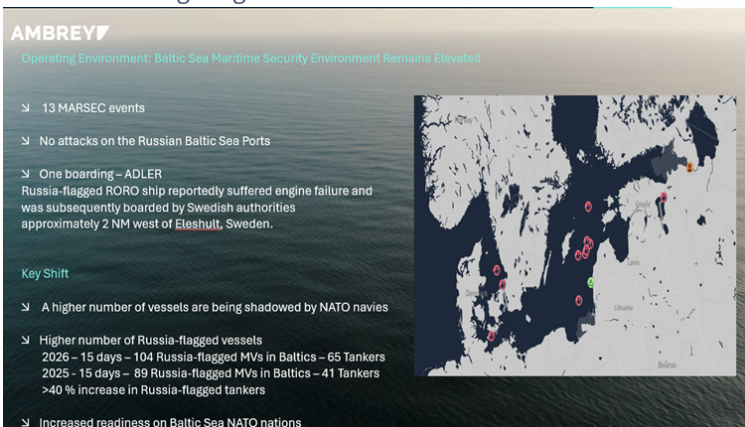 AMBREY
Operating Environment: Baltic Sea Maritime Security Environment Remains Elevated
13 MARSEC events
No attacks on the Russian Baltic Sea Ports
One boarding – ADLER
Russia-flagged RORO ship reportedly suffered engine failure and
was subsequently boarded by Swedish authorities
approximately 2 NM west of Eleshult, Sweden.
Key Shift
A higher number of vessels are being shadowed by NATO navies
Higher number of Russia-flagged vessels
2026 – 15 days – 104 Russia-flagged MVs in Baltics – 65 Tankers
2025 - 15 days – 89 Russia-flagged MVs in Baltics – 41 Tankers
>40 % increase in Russia-flagged tankers
Increased readiness on Baltic Sea NATO nations
Norway
Latvia
Lithuania
Belarus